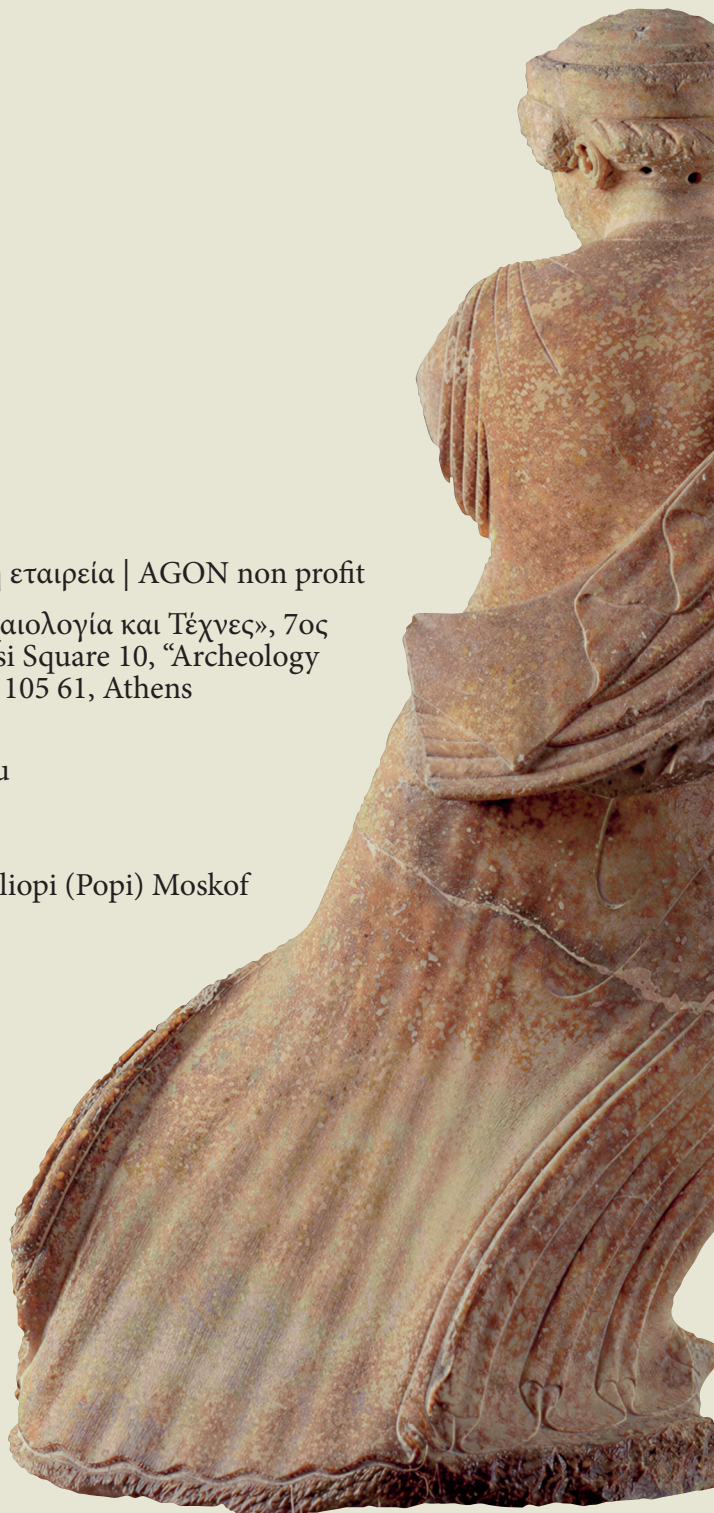 εταιρεία | AGON non profit
αιολογία και Τέχνες», 7ος
si Square 10, “Archeology
105 61, Athens
μ
liopi (Popi) Moskof